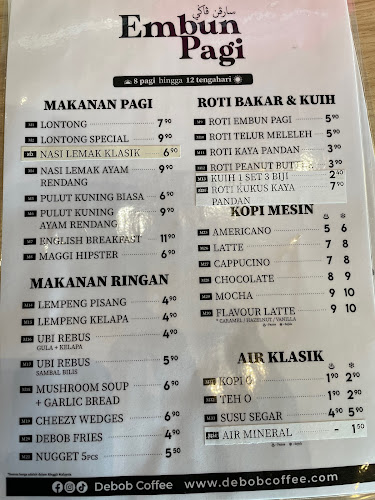 سارڤن ڤاݢي
Embun
Pagi
8 pagi hingga 12 tengahari
MAKANAN PAGI
LONTONG 7 90
LONTONG SPECIAL 9 90
NASI LEMAK KLASIK 6 90
NASI LEMAK AYAM 9 90
RENDANG
PULUT KUNING BIASA 6 90
PULUT KUNING 9 90
AYAM RENDANG
ENGLISH BREAKFAST 11 90
MAGGI HIPSTER 6 90
MAKANAN RINGAN
LEMPENG PISANG 4 90
LEMPENG KELAPA 4 90
UBI REBUS 4 90
GULA + KELAPA
UBI REBUS 5 90
SAMBAL BILIS
MUSHROOM SOUP 6 90
+ GARLIC BREAD
CHEEZY WEDGES 6 90
DEBOB FRIES 4 90
NUGGET 5PCS 5 50
ROTI BAKAR & KUIH
ROTI EMBUN PAGI 5 90
ROTI TELUR MELELEH 5 90
ROTI KAYA PANDAN 3 90
ROTI PEANUT BUTTER 3 90
KUIH 1 SET 3 BIJI 2 40
ROTI KUKUS KAYA 7 90
PANDAN
KOPI MESIN
AMERICANO 5 6
LATTE 7 8
CAPPUCINO 7 8
CHOCOLATE 8 9
MOCHA 9 10
FLAVOUR LATTE 9 10
* CARAMEL / HAZELNUT / VANILLA
AIR KLASIK
KOPI O 1 90 2 90
TEH O 1 90 2 90
SUSU SEGAR 4 90 5 90
AIR MINERAL - 1 50
Debob Coffee www.debobcoffee.com